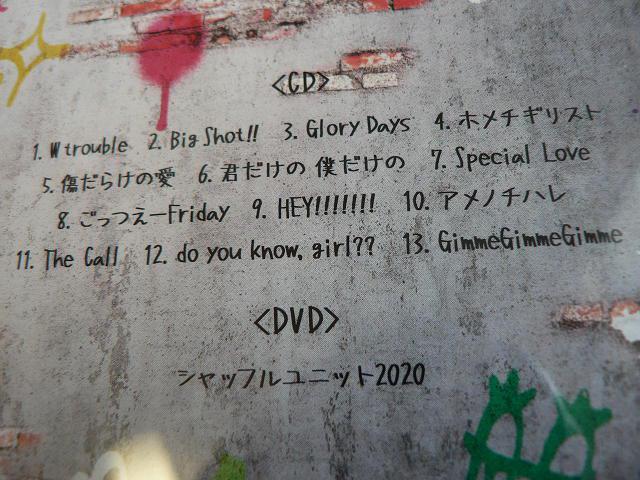 <CD>
1. W trouble 2. Big Shot!! 3. Glory Days 4. ホメチギリスト
5. 傷だらけの愛 6. 君だけの 僕だけの 7. Special Love
8. ごっつえーFriday 9. HEY!!!!!!! 10. アメノチハレ
11. The Call 12. do you know, girl?? 13. GimmeGimmeGimme
<DVD>
シャッフルユニット2020